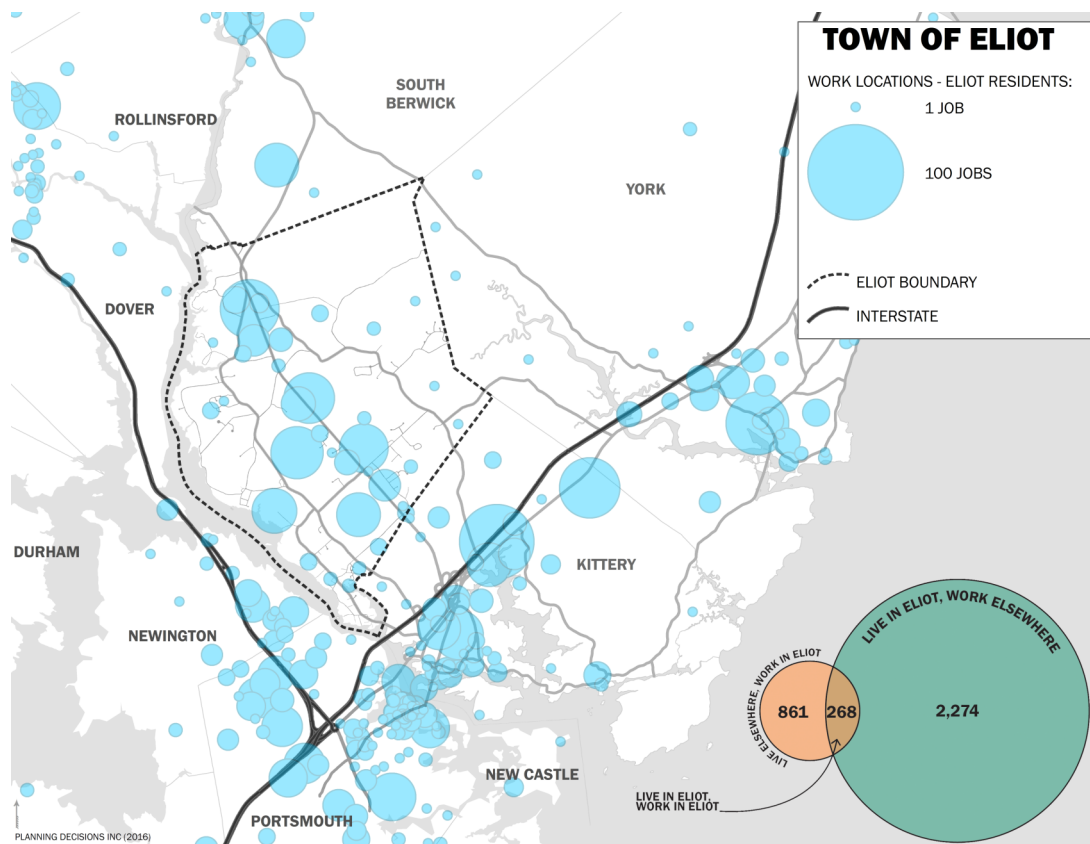 TOWN OF ELIOT
WORK LOCATIONS - ELIOT RESIDENTS:
1 JOB
100 JOBS
ELIOT BOUNDARY
INTERSTATE
SOUTH
BERWICK
ROLLINSFORD
YORK
DOVER
DURHAM
KITTERY
NEWINGTON
NEW CASTLE
PORTSMOUTH
LIVE IN ELIOT, WORK ELSEWHERE
LIVE ELSEWHERE, WORK IN ELIOT
861
268
2,274
LIVE IN ELIOT,
WORK IN ELIOT
PLANNING DECISIONS INC (2016)